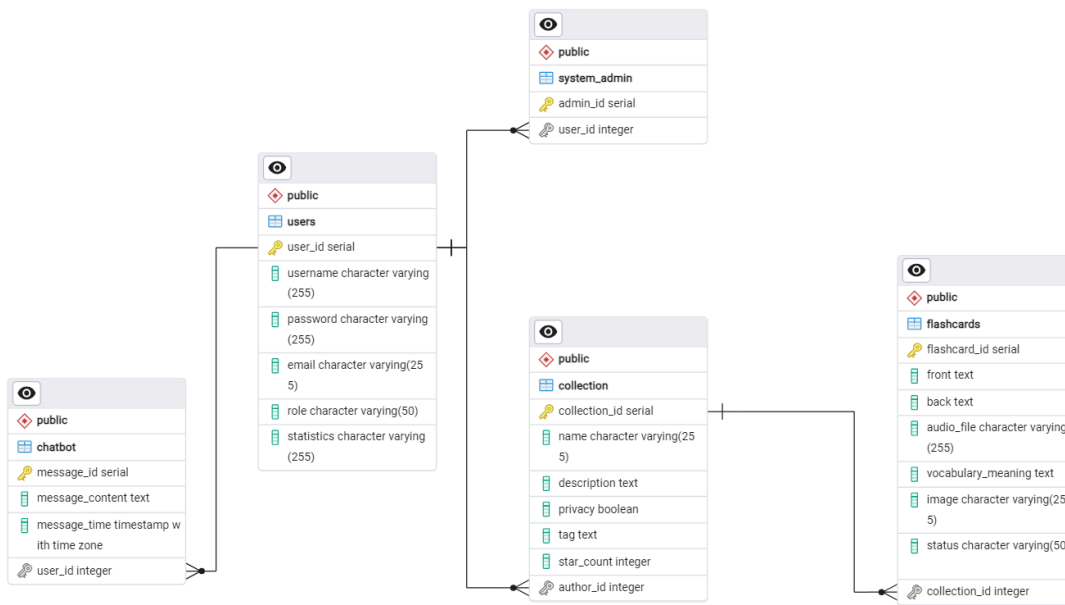 public
system_admin
admin_id serial
user_id integer
public
users
user_id serial
username character varying
(255)
password character varying
(255)
email character varying(25
5)
role character varying(50)
statistics character varying
(255)
public
chatbot
message_id serial
message_content text
message_time timestamp w
ith time zone
user_id integer
public
collection
collection_id serial
name character varying(25
5)
description text
privacy boolean
tag text
star_count integer
author_id integer
public
flashcards
flashcard_id serial
front text
back text
audio_file character varying
(255)
vocabulary_meaning text
image character varying(25
5)
status character varying(50
collection_id integer